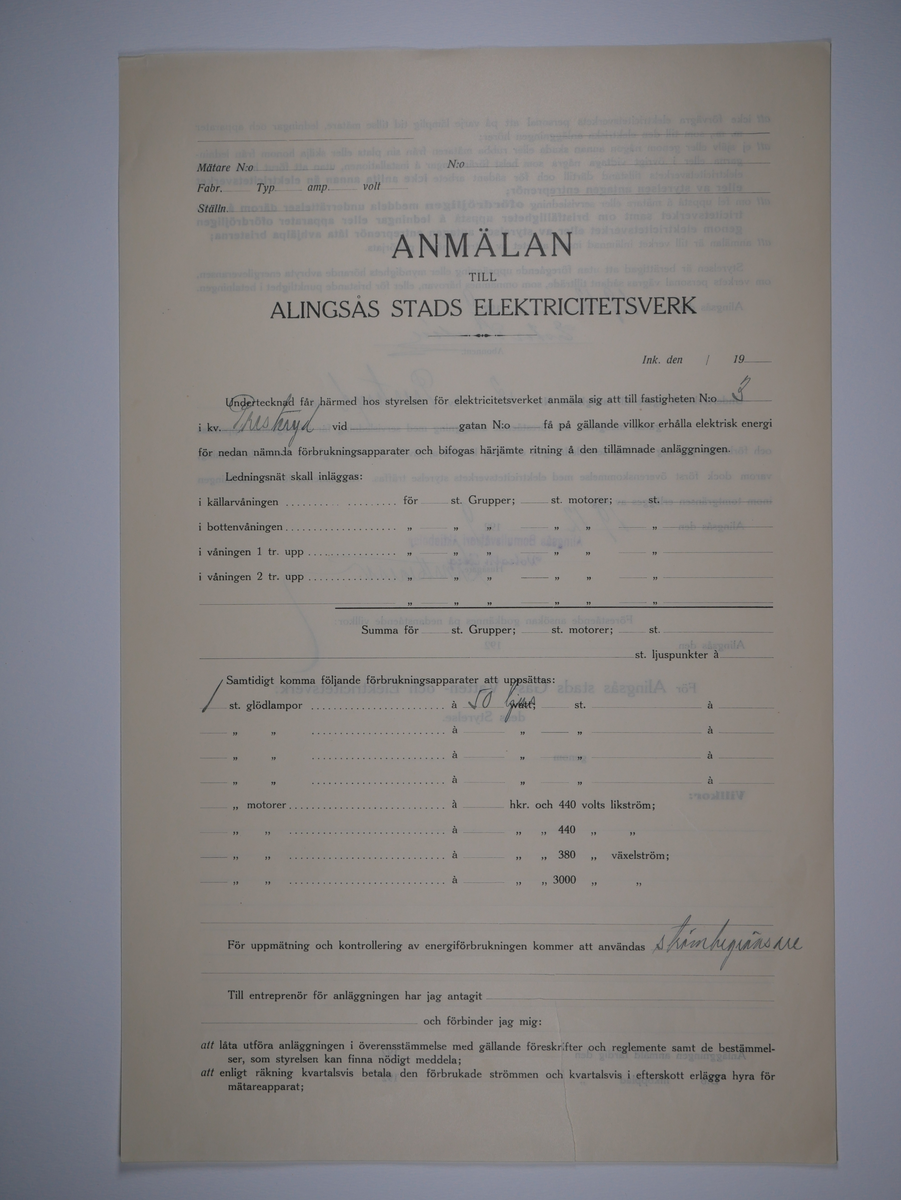 Mätare N:o N:o
Fabr. Typ. amp. volt
Ställn.
ANMÄLAN
TILL
ALINGSÅS STADS ELEKTRICITETSVERK
Ink. den / 19
Undertecknad får härmed hos styrelsen för elektricitetsverket anmäla sig att till fastigheten N:o 3
i kv. vid gatan N:o få på gällande villkor erhålla elektrisk energi
för nedan nämnda förbrukningsapparater och bifogas härjämte ritning å den tillämnade anläggningen.
Ledningsnät skall inläggas:
i källarvåningen för st. Grupper; st. motorer; st.
i bottenvåningen „ „ „ „ „ „
i våningen 1 tr. upp „ „ „ „ „ „
i våningen 2 tr. upp „ „ „ „ „ „
„ „ „ „ „ „
Summa för st. Grupper; st. motorer; st.
st. ljuspunkter à
Samtidigt komma följande förbrukningsapparater att uppsättas:
1 st. glödlampor à 50 ljus st. à
„ „ à „ „ à
„ „ à „ „ à
„ „ à „ „ à
„ motorer à hkr. och 440 volts likström;
„ „ à „ „ 440 „ „
„ „ à „ „ 380 „ växelström;
„ „ à „ „ 3000 „ „
För uppmätning och kontrollering av energiförbrukningen kommer att användas strömbegränsare
Till entreprenör för anläggningen har jag antagit
och förbinder jag mig:
att låta utföra anläggningen i överensstämmelse med gällande föreskrifter och reglemente samt de bestämmel-
ser, som styrelsen kan finna nödigt meddela;
att enligt räkning kvartalsvis betala den förbrukade strömmen och kvartalsvis i efterskott erlägga hyra för
mätareapparat;